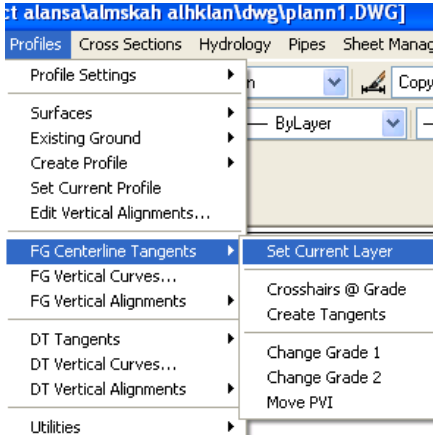 ct alansa\almskah alhklan\dwg\plann1.DWG]
Profiles Cross Sections Hydrology Pipes Sheet Manag
Profile Settings
n Copy
Surfaces
ByLayer
Existing Ground
Create Profile
Set Current Profile
Edit Vertical Alignments...
FG Centerline Tangents Set Current Layer
FG Vertical Curves...
Crosshairs @ Grade
FG Vertical Alignments
Create Tangents
DT Tangents
Change Grade 1
DT Vertical Curves...
Change Grade 2
DT Vertical Alignments
Move PVI
Utilities